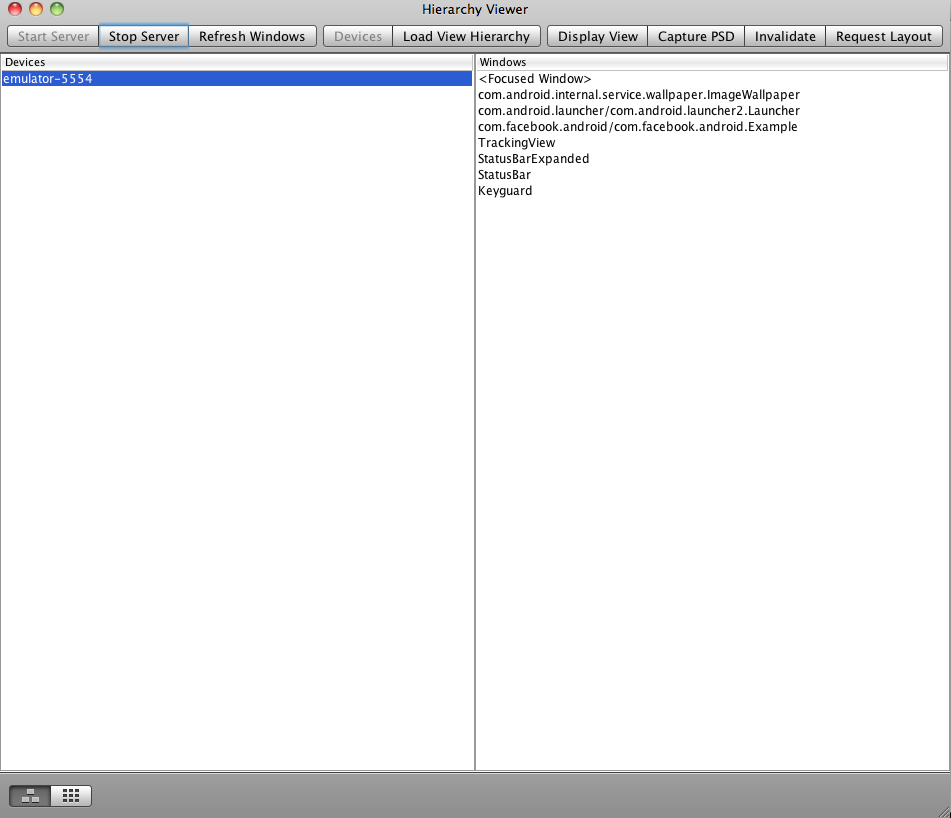 Hierarchy Viewer
Start Server Stop Server Refresh Windows Devices Load View Hierarchy Display View Capture PSD Invalidate Request Layout
Devices
emulator-5554
Windows
<Focused Window>
com.android.internal.service.wallpaper.ImageWallpaper
com.android.launcher/com.android.launcher2.Launcher
com.facebook.android/com.facebook.android.Example
TrackingView
StatusBarExpanded
StatusBar
Keyguard